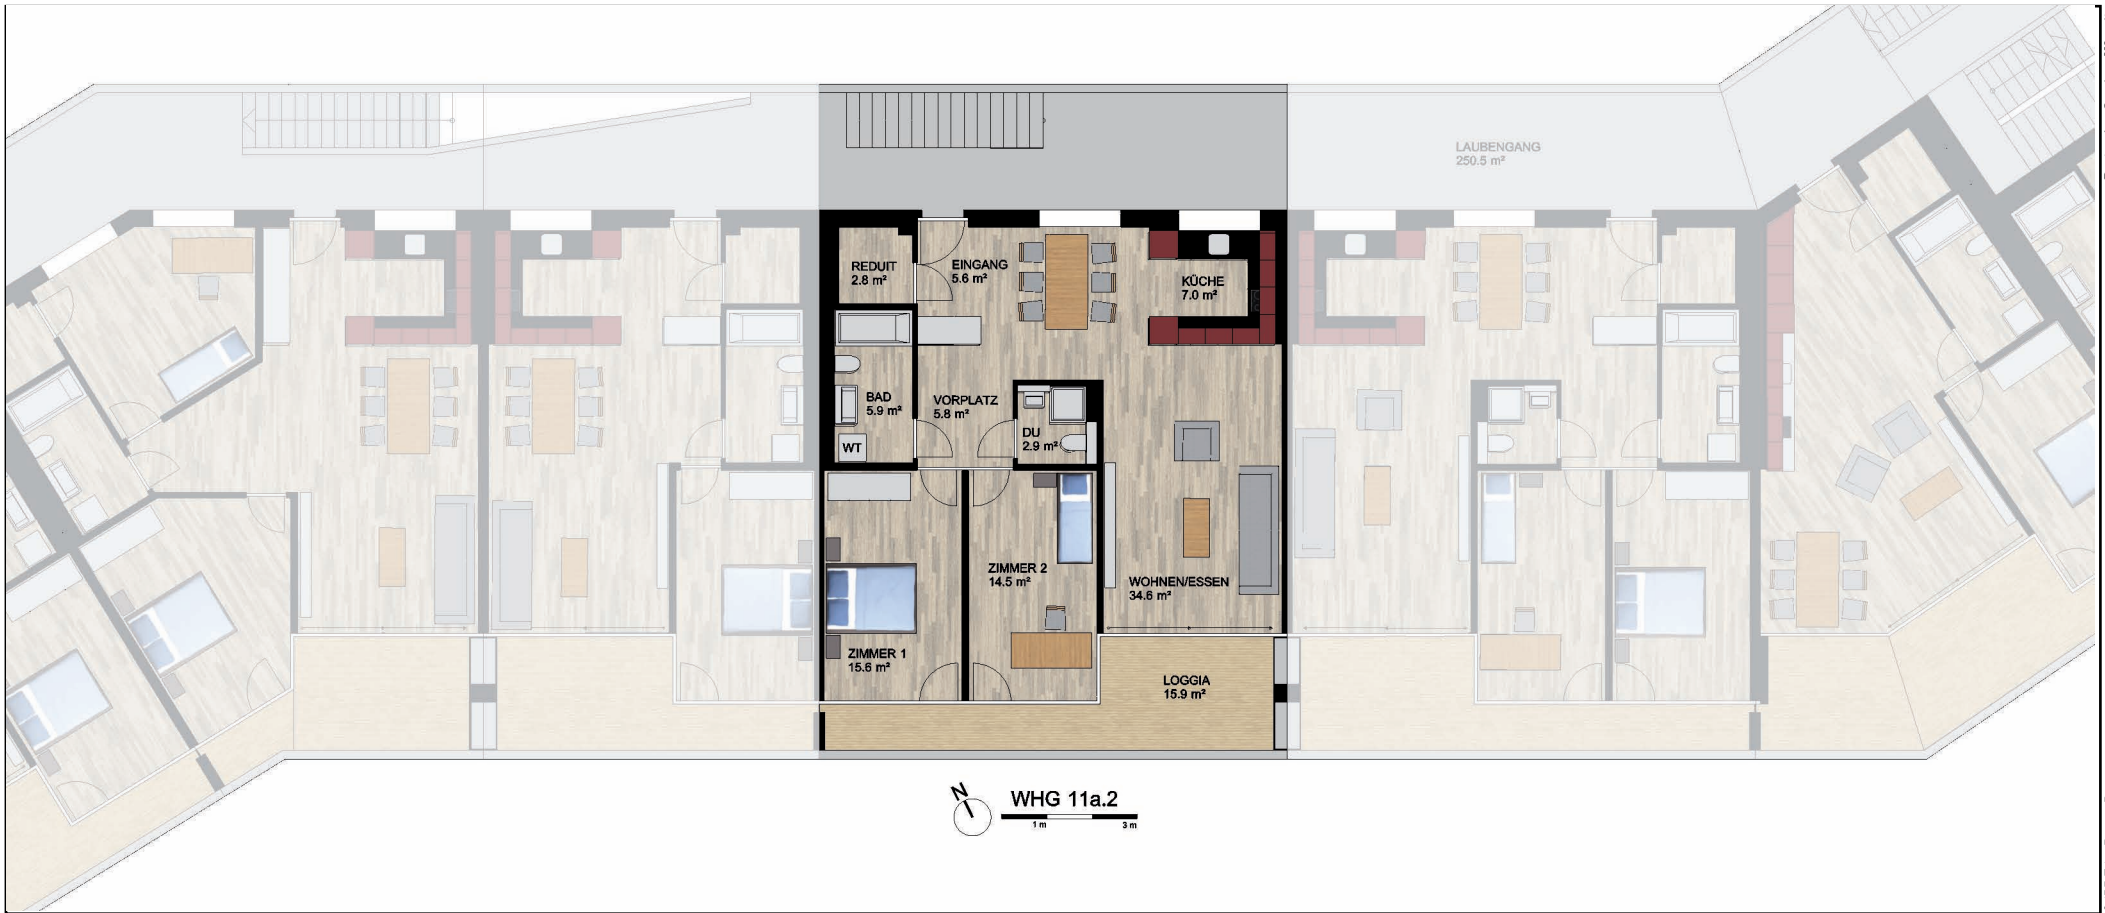 LAUBENGANG
250.5 m²
REDUIT
2.8 m²
EINGANG
5.6 m²
KÜCHE
7.0 m²
BAD
5.9 m²
VORPLATZ
5.8 m²
DU
2.9 m²
WT
ZIMMER 2
14.5 m²
WOHNEN/ESSEN
34.6 m²
ZIMMER 1
15.6 m²
LOGGIA
15.9 m²
N
WHG 11a.2
1 m 3 m